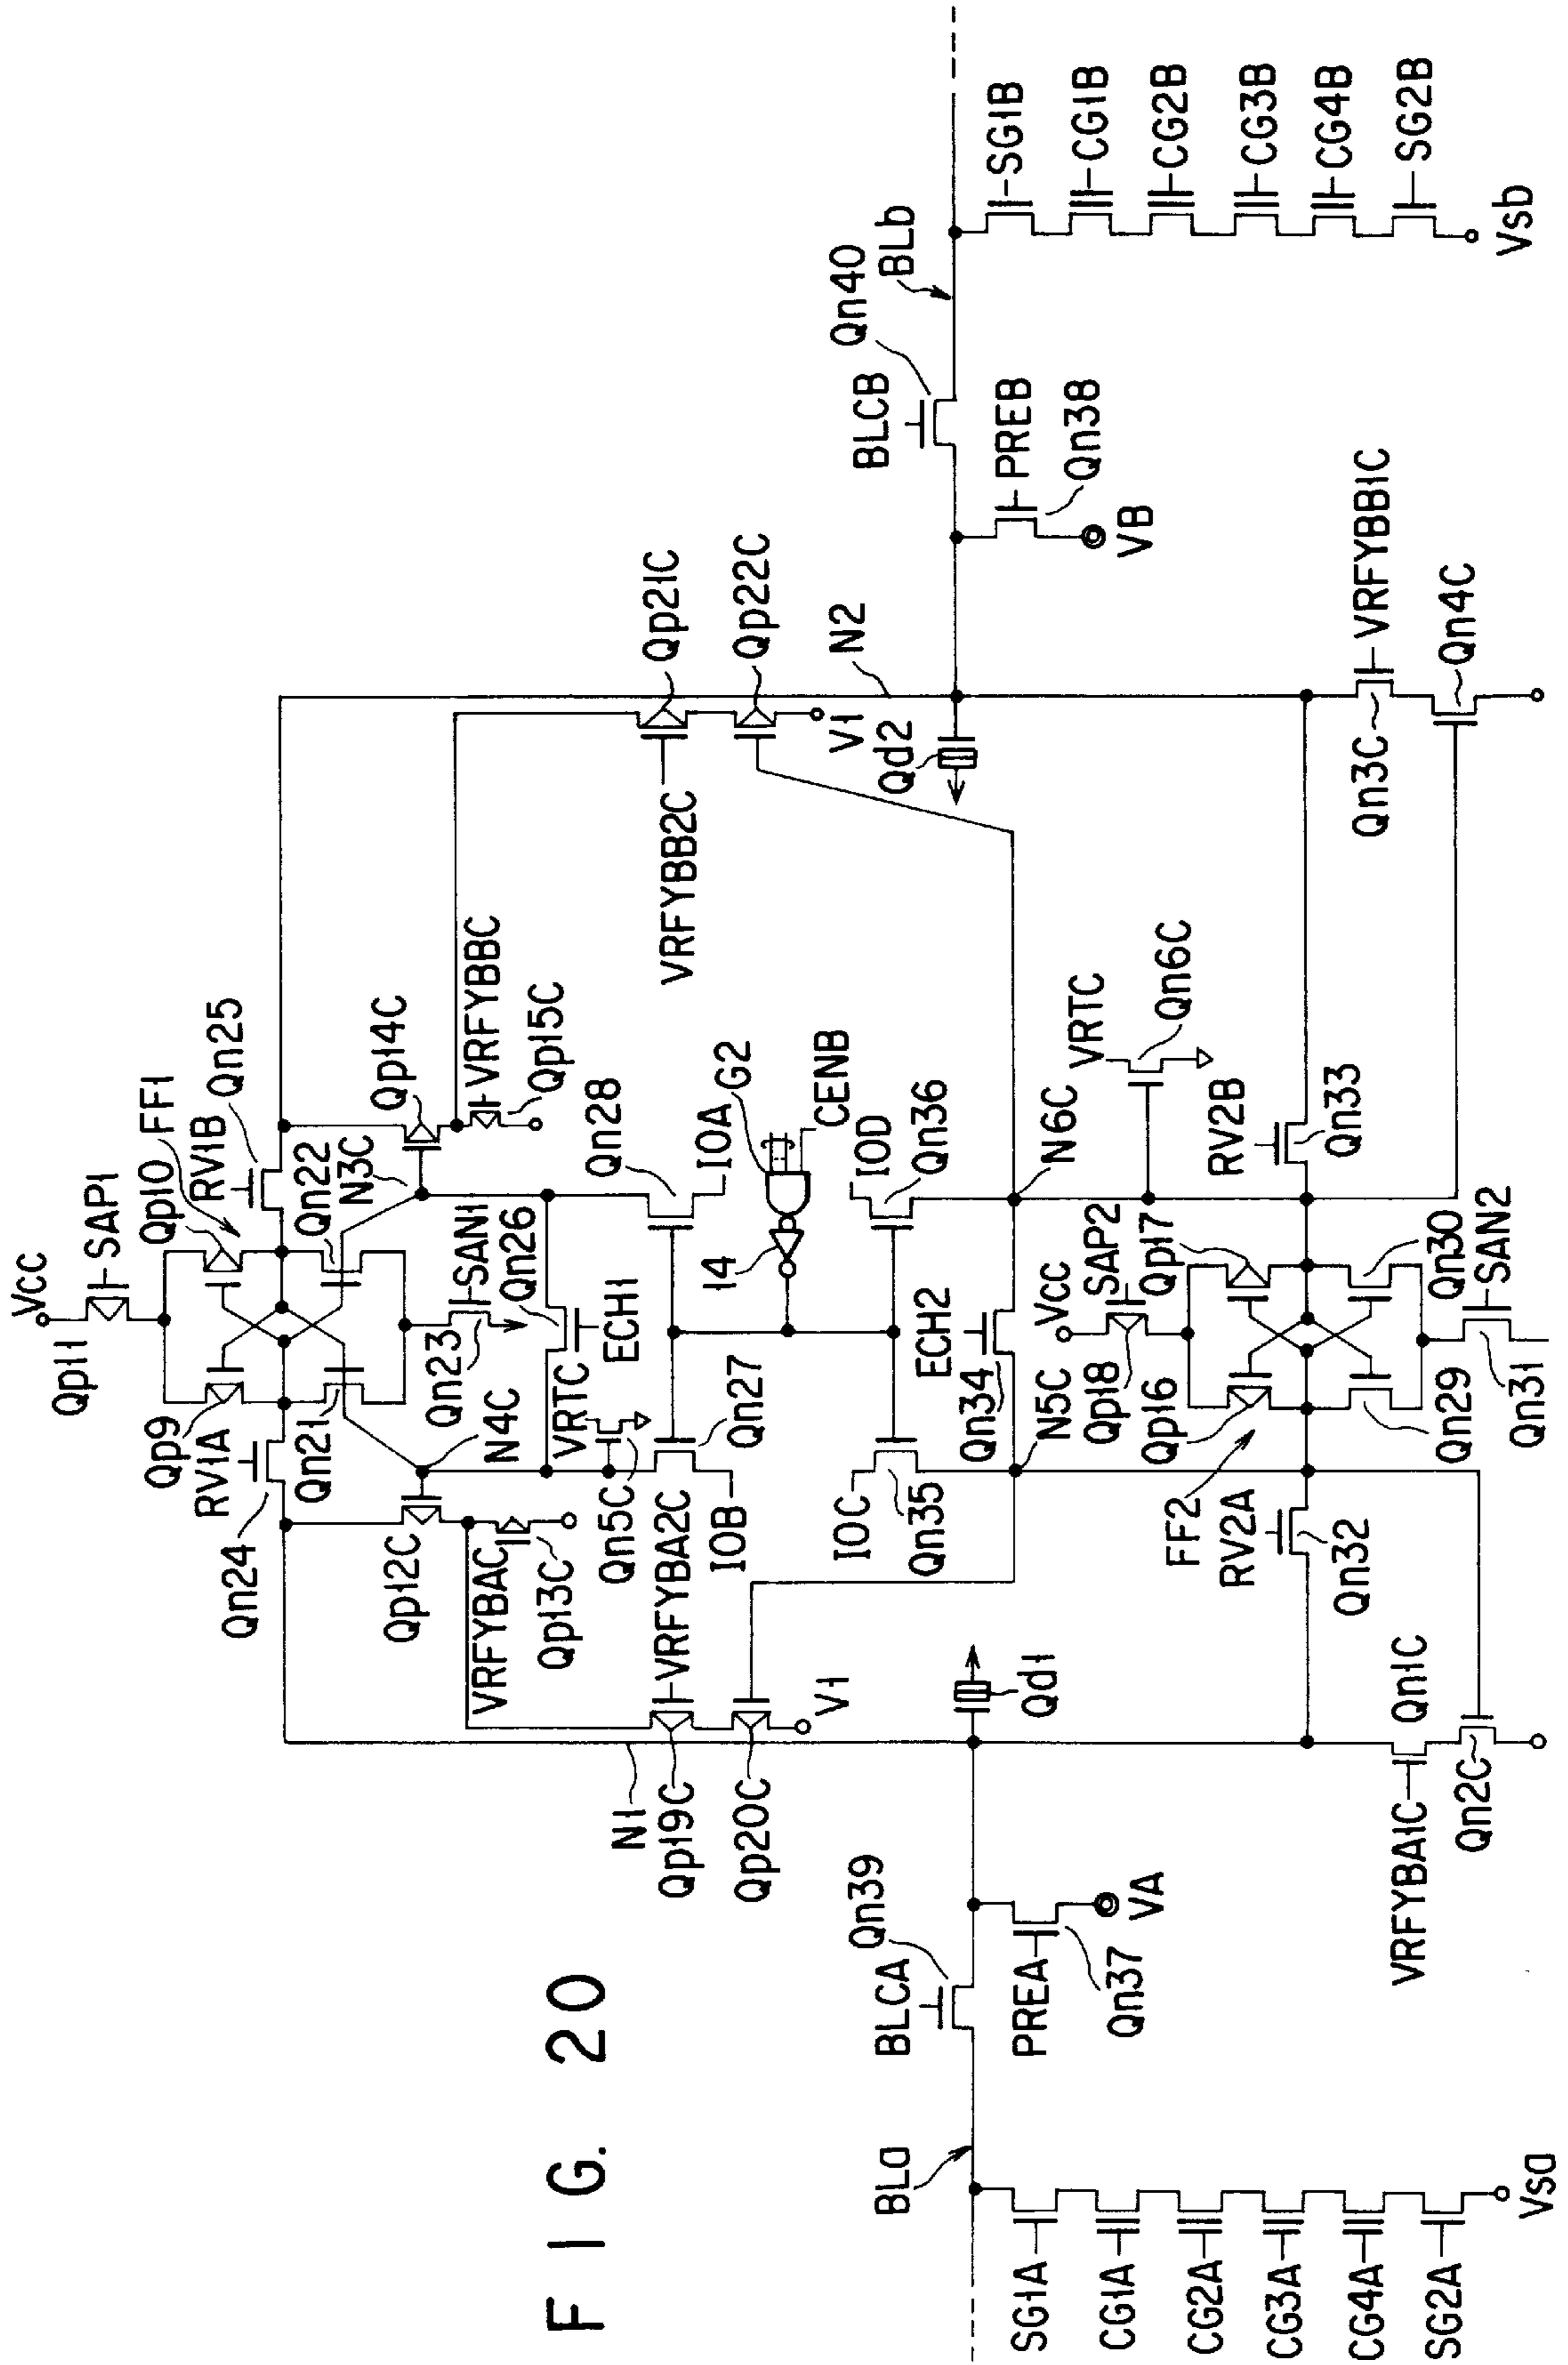 FIG. 20
Vcc
Qp11
SAP1
Qp9
Qp10
FF1
RV1A
RV1B
Qn24
Qn25
Qn21
Qn22
N3C
Qp14C
Qp12C
N4C
Qn23
SAN1
VRFYBBC
Qp15C
VRFYBAC
Qp13C
VRTC
Qn5C
Qn26
ECH1
Qn28
IOA
Qn27
IOB
VRFYBA2C
N1
Qp19C
Qp20C
V1
VRFYBB2C
Qp21C
Qp22C
V1
N2
G2
I4
CENB
IOC
Qn35
IOD
Qn36
ECH2
Qn34
N5C
N6C
VRTC
Qn6C
BLa
BLCA
Qn39
PREA
Qn37
VA
Qd1
Qd2
BLCB
Qn40
BLb
PREB
Qn38
VB
Vcc
SAP2
Qp18
Qp16
Qp17
FF2
RV2A
Qn32
RV2B
Qn33
Qn29
Qn30
Qn31
SAN2
VRFYBA1C
Qn1C
Qn2C
Qn3C
VRFYBB1C
Qn4C
SG1A
CG1A
CG2A
CG3A
CG4A
SG2A
Vsa
SG1B
CG1B
CG2B
CG3B
CG4B
SG2B
Vsb